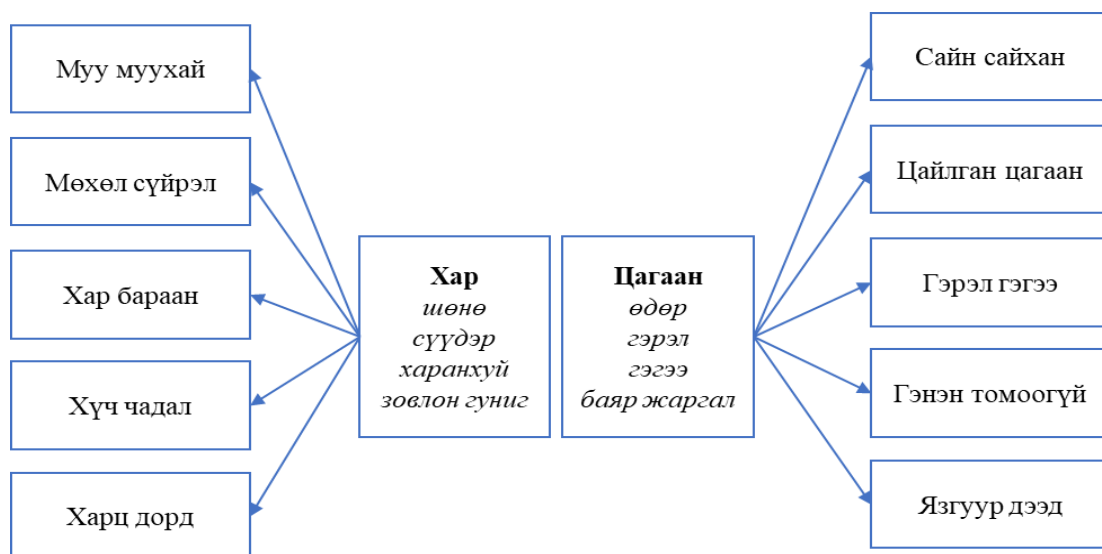 Муу муухай
Мөхөл сүйрэл
Хар бараан
Хүч чадал
Харц дорд
Хар
шөнө
сүүдэр
харанхуй
зовлон гуниг
Цагаан
өдөр
гэрэл
гэгээ
баяр жаргал
Сайн сайхан
Цайлган цагаан
Гэрэл гэгээ
Гэнэн томоогүй
Язгуур дээд